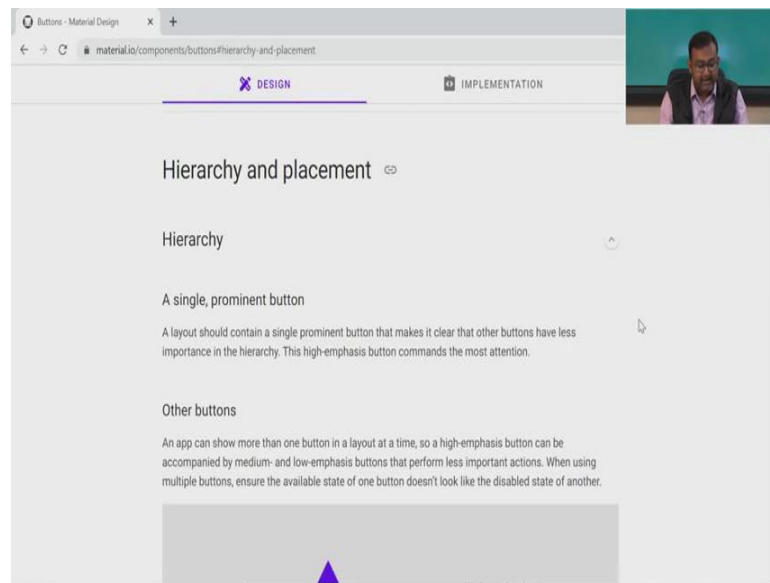 Buttons - Material Design
material.io/components/buttons#hierarchy-and-placement
DESIGN
IMPLEMENTATION
Hierarchy and placement
Hierarchy
A single, prominent button
A layout should contain a single prominent button that makes it clear that other buttons have less
importance in the hierarchy. This high-emphasis button commands the most attention.
Other buttons
An app can show more than one button in a layout at a time, so a high-emphasis button can be
accompanied by medium- and low-emphasis buttons that perform less important actions. When using
multiple buttons, ensure the available state of one button doesn't look like the disabled state of another.